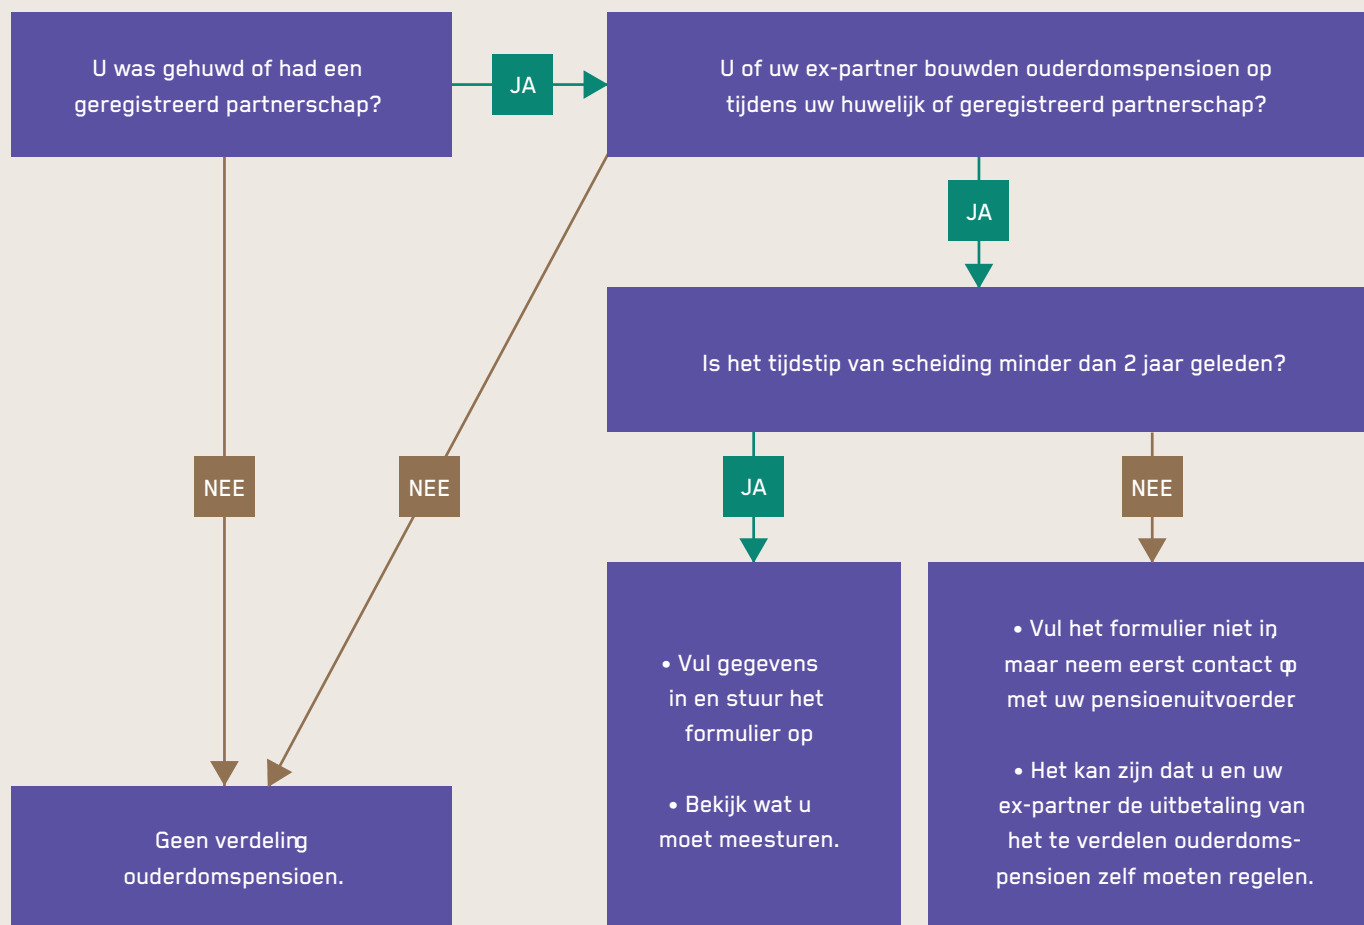 U was gehuwd of had een
geregistreerd partnerschap?
JA
U of uw ex-partner bouwden ouderdomspensioen op
tijdens uw huwelijk of geregistreerd partnerschap?
JA
Is het tijdstip van scheiding minder dan 2 jaar geleden?
NEE
NEE
JA
NEE
• Vul gegevens
in en stuur het
formulier op
• Bekijk wat u
moet meesturen.
• Vul het formulier niet in,
maar neem eerst contact op
met uw pensioenuitvoerder.
• Het kan zijn dat u en uw
ex-partner de uitbetaling van
het te verdelen ouderdoms-
pensioen zelf moeten regelen.
Geen verdeling
ouderdomspensioen.